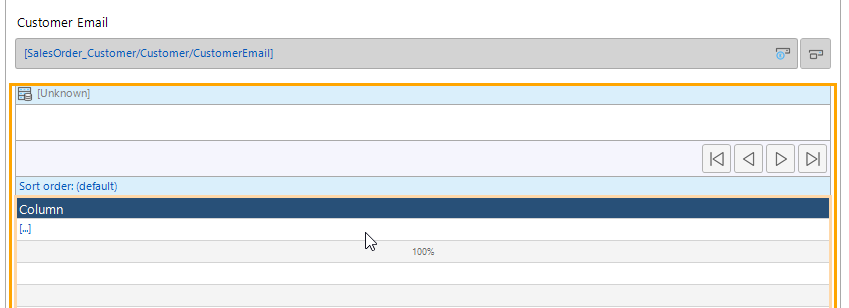 Customer Email
[SalesOrder_Customer/Customer/CustomerEmail]
[Unknown]
Sort order: (default)
Column
[...]
100%